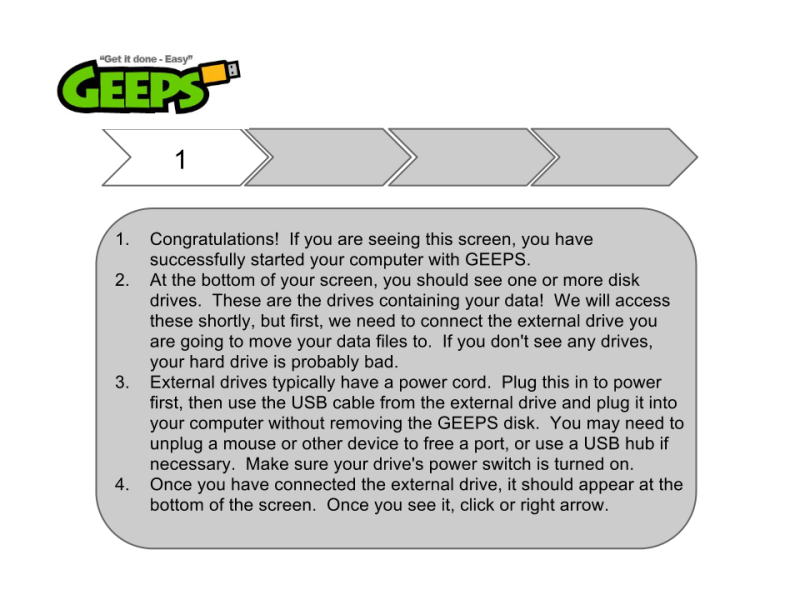 "Get it done - Easy"
GEEPS
1
1. Congratulations!  If you are seeing this screen, you have
successfully started your computer with GEEPS.
2. At the bottom of your screen, you should see one or more disk
drives.  These are the drives containing your data!  We will access
these shortly, but first, we need to connect the external drive you
are going to move your data files to.  If you don't see any drives,
your hard drive is probably bad.
3. External drives typically have a power cord.  Plug this in to power
first, then use the USB cable from the external drive and plug it into
your computer without removing the GEEPS disk.  You may need to
unplug a mouse or other device to free a port, or use a USB hub if
necessary.  Make sure your drive's power switch is turned on.
4. Once you have connected the external drive, it should appear at the
bottom of the screen.  Once you see it, click or right arrow.